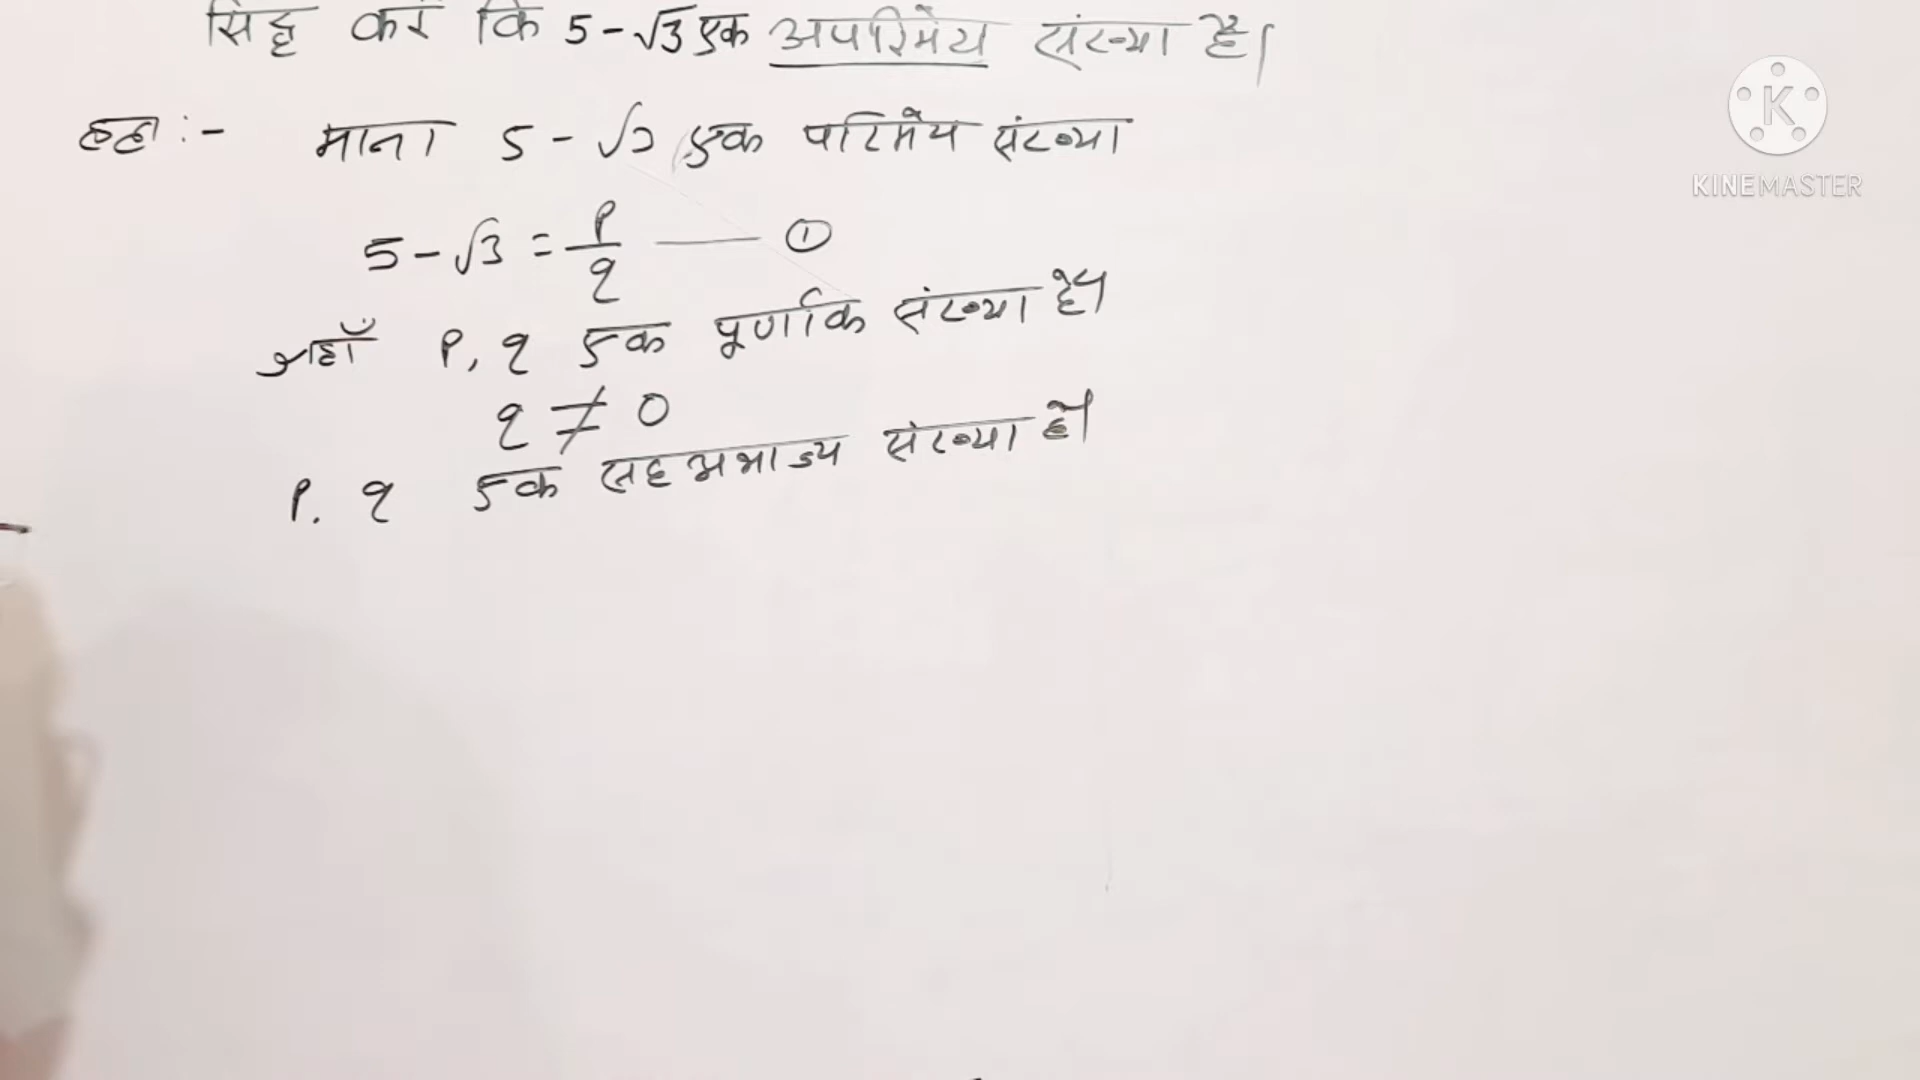 सिद्ध करें कि 5-√3 एक अपरिमेय संख्या है।
हल :- माना 5-√3 एक परिमेय संख्या
5-√3 = p/q —— ①
जहाँ P, q एक पूर्णांक संख्या है।
q ≠ 0
P. q एक सहअभाज्य संख्या है।
KINEMASTER